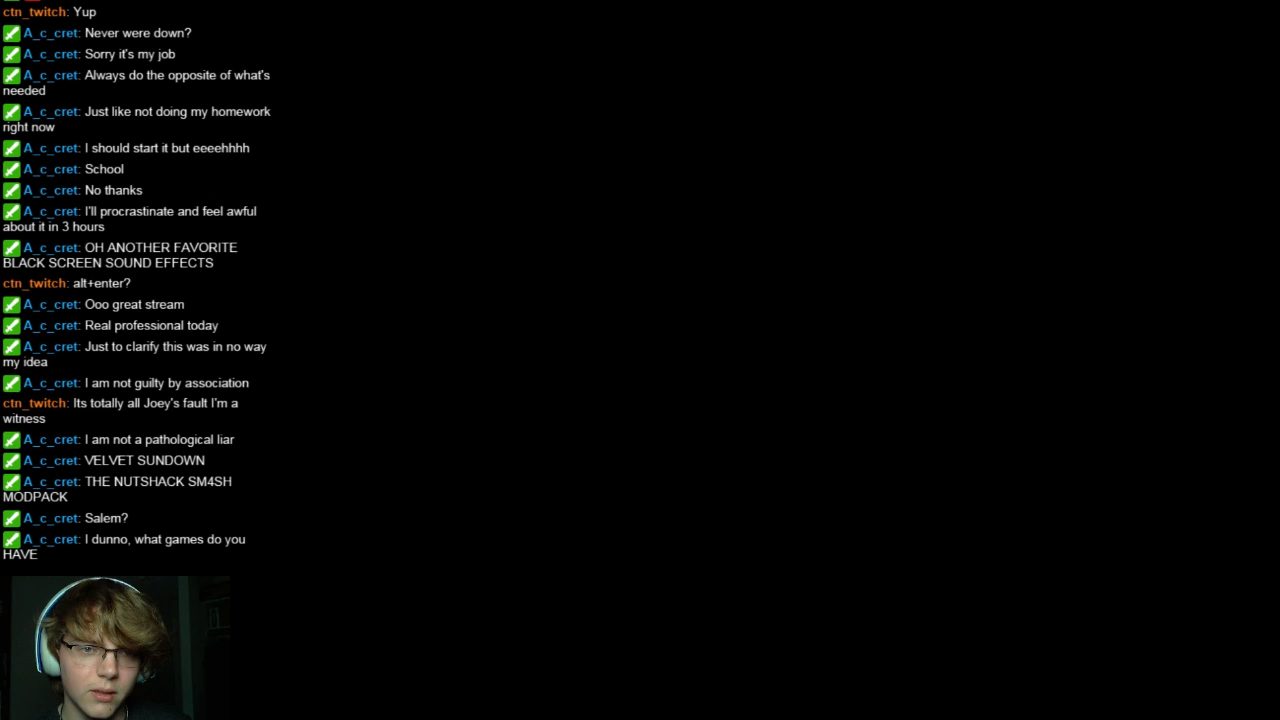 ctn_twitch: Yup
A_c_cret: Never were down?
A_c_cret: Sorry it's my job
A_c_cret: Always do the opposite of what's
needed
A_c_cret: Just like not doing my homework
right now
A_c_cret: I should start it but eeeehhhh
A_c_cret: School
A_c_cret: No thanks
A_c_cret: I'll procrastinate and feel awful
about it in 3 hours
A_c_cret: OH ANOTHER FAVORITE
BLACK SCREEN SOUND EFFECTS
ctn_twitch: alt+enter?
A_c_cret: Ooo great stream
A_c_cret: Real professional today
A_c_cret: Just to clarify this was in no way
my idea
A_c_cret: I am not guilty by association
ctn_twitch: Its totally all Joey's fault I'm a
witness
A_c_cret: I am not a pathological liar
A_c_cret: VELVET SUNDOWN
A_c_cret: THE NUTSHACK SM4SH
MODPACK
A_c_cret: Salem?
A_c_cret: I dunno, what games do you
HAVE